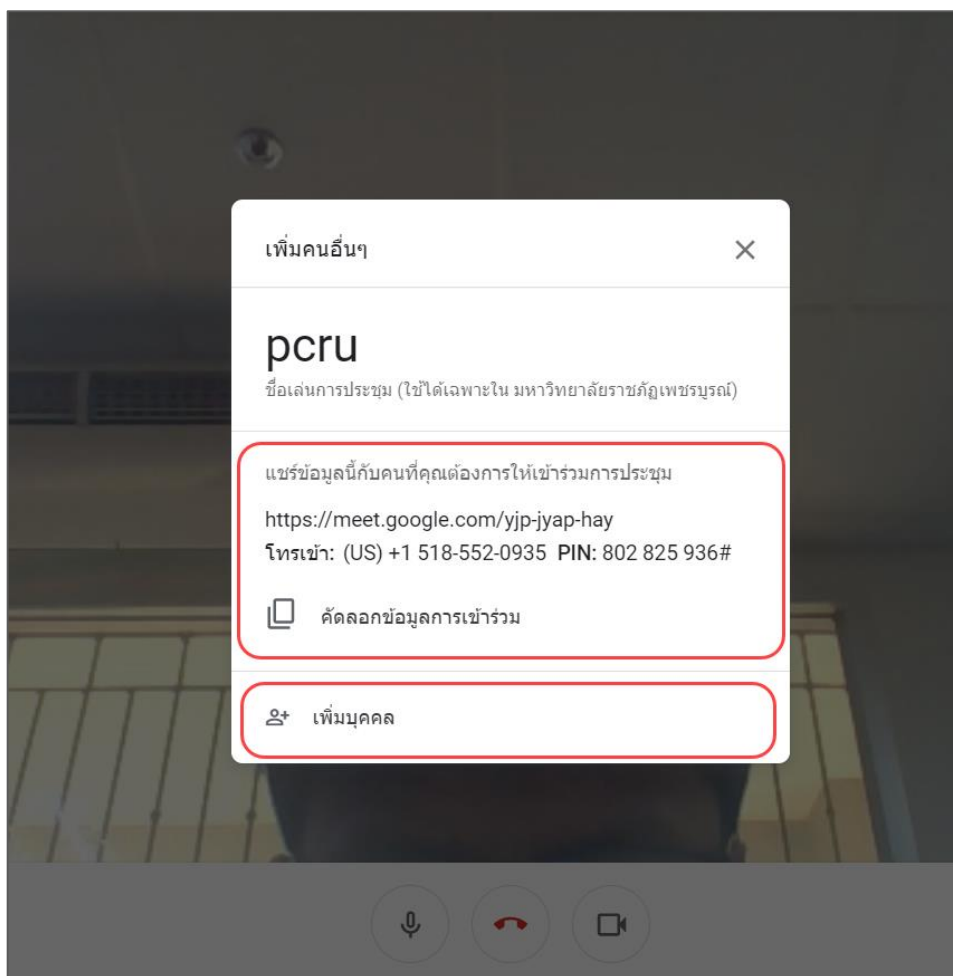 เพิ่มคนอื่นๆ
pcru
ชื่อเล่นการประชุม (ใช้ได้เฉพาะใน มหาวิทยาลัยราชภัฏเพชรบูรณ์)
แชร์ข้อมูลนี้กับคนที่คุณต้องการให้เข้าร่วมการประชุม
https://meet.google.com/yjp-jyap-hay
โทรเข้า: (US) +1 518-552-0935 PIN: 802 825 936#
คัดลอกข้อมูลการเข้าร่วม
เพิ่มบุคคล